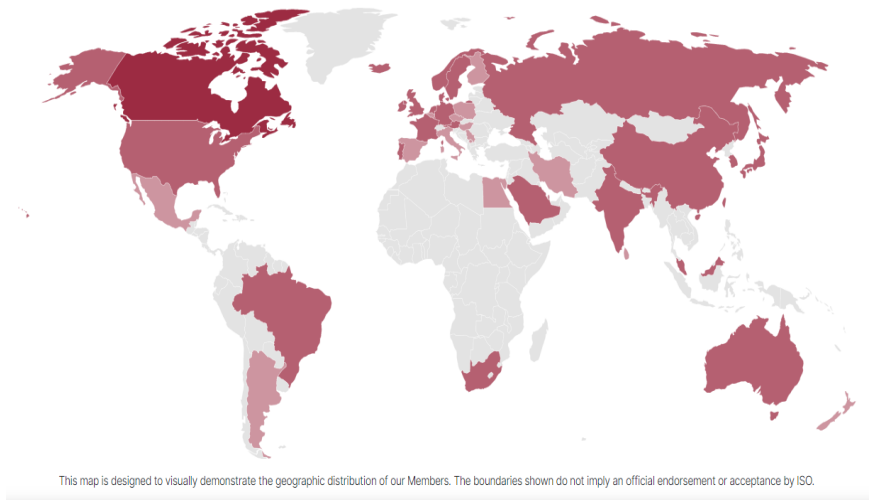 This map is designed to visually demonstrate the geographic distribution of our Members. The boundaries shown do not imply an official endorsement or acceptance by ISO.